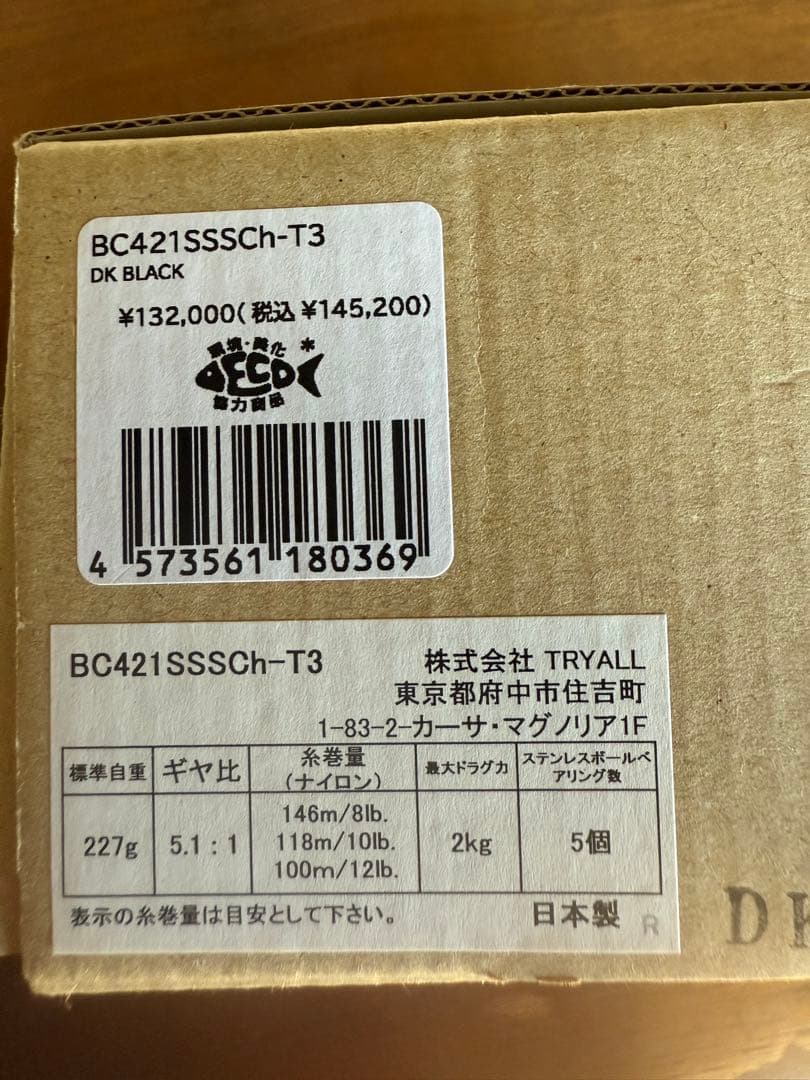 BC421SSSCh-T3
DK BLACK
¥132,000(税込 ¥145,200)
環境・美化
ECO
協力商品
4 573561 180369
BC421SSSCh-T3
株式会社 TRYALL
東京都府中市住吉町
1-83-2-カーサ・マグノリア1F
標準自重 ギヤ比 糸巻量(ナイロン) 最大ドラグ力 ステンレスボールベアリング数
227g 5.1:1 146m/8lb. 2kg 5個
118m/10lb.
100m/12lb.
表示の糸巻量は目安として下さい。 日本製 R